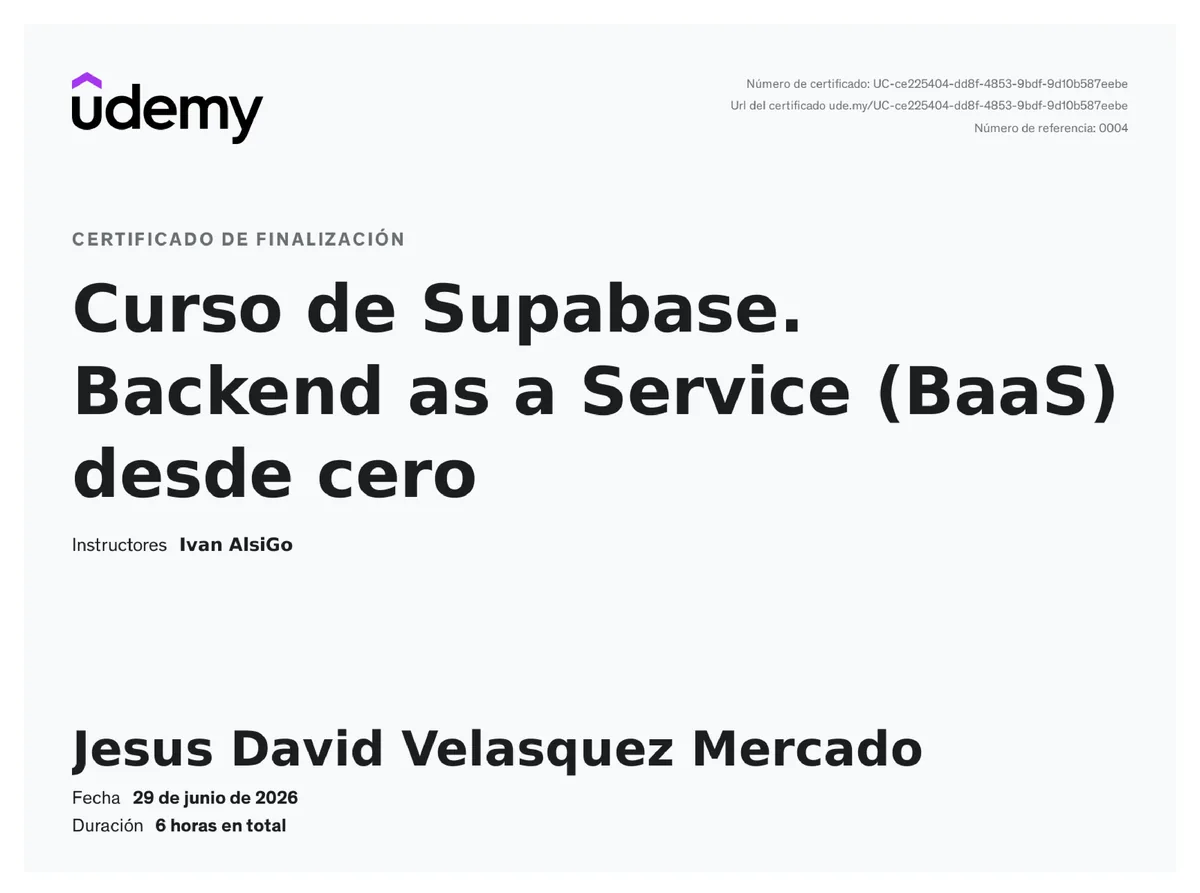 udemy
Número de certificado: UC-ce225404-dd8f-4853-9bdf-9d10b587eebe
Url del certificado ude.my/UC-ce225404-dd8f-4853-9bdf-9d10b587eebe
Número de referencia: 0004
CERTIFICADO DE FINALIZACIÓN
Curso de Supabase.
Backend as a Service (BaaS)
desde cero
Instructores Ivan AlsiGo
Jesus David Velasquez Mercado
Fecha 29 de junio de 2026
Duración 6 horas en total